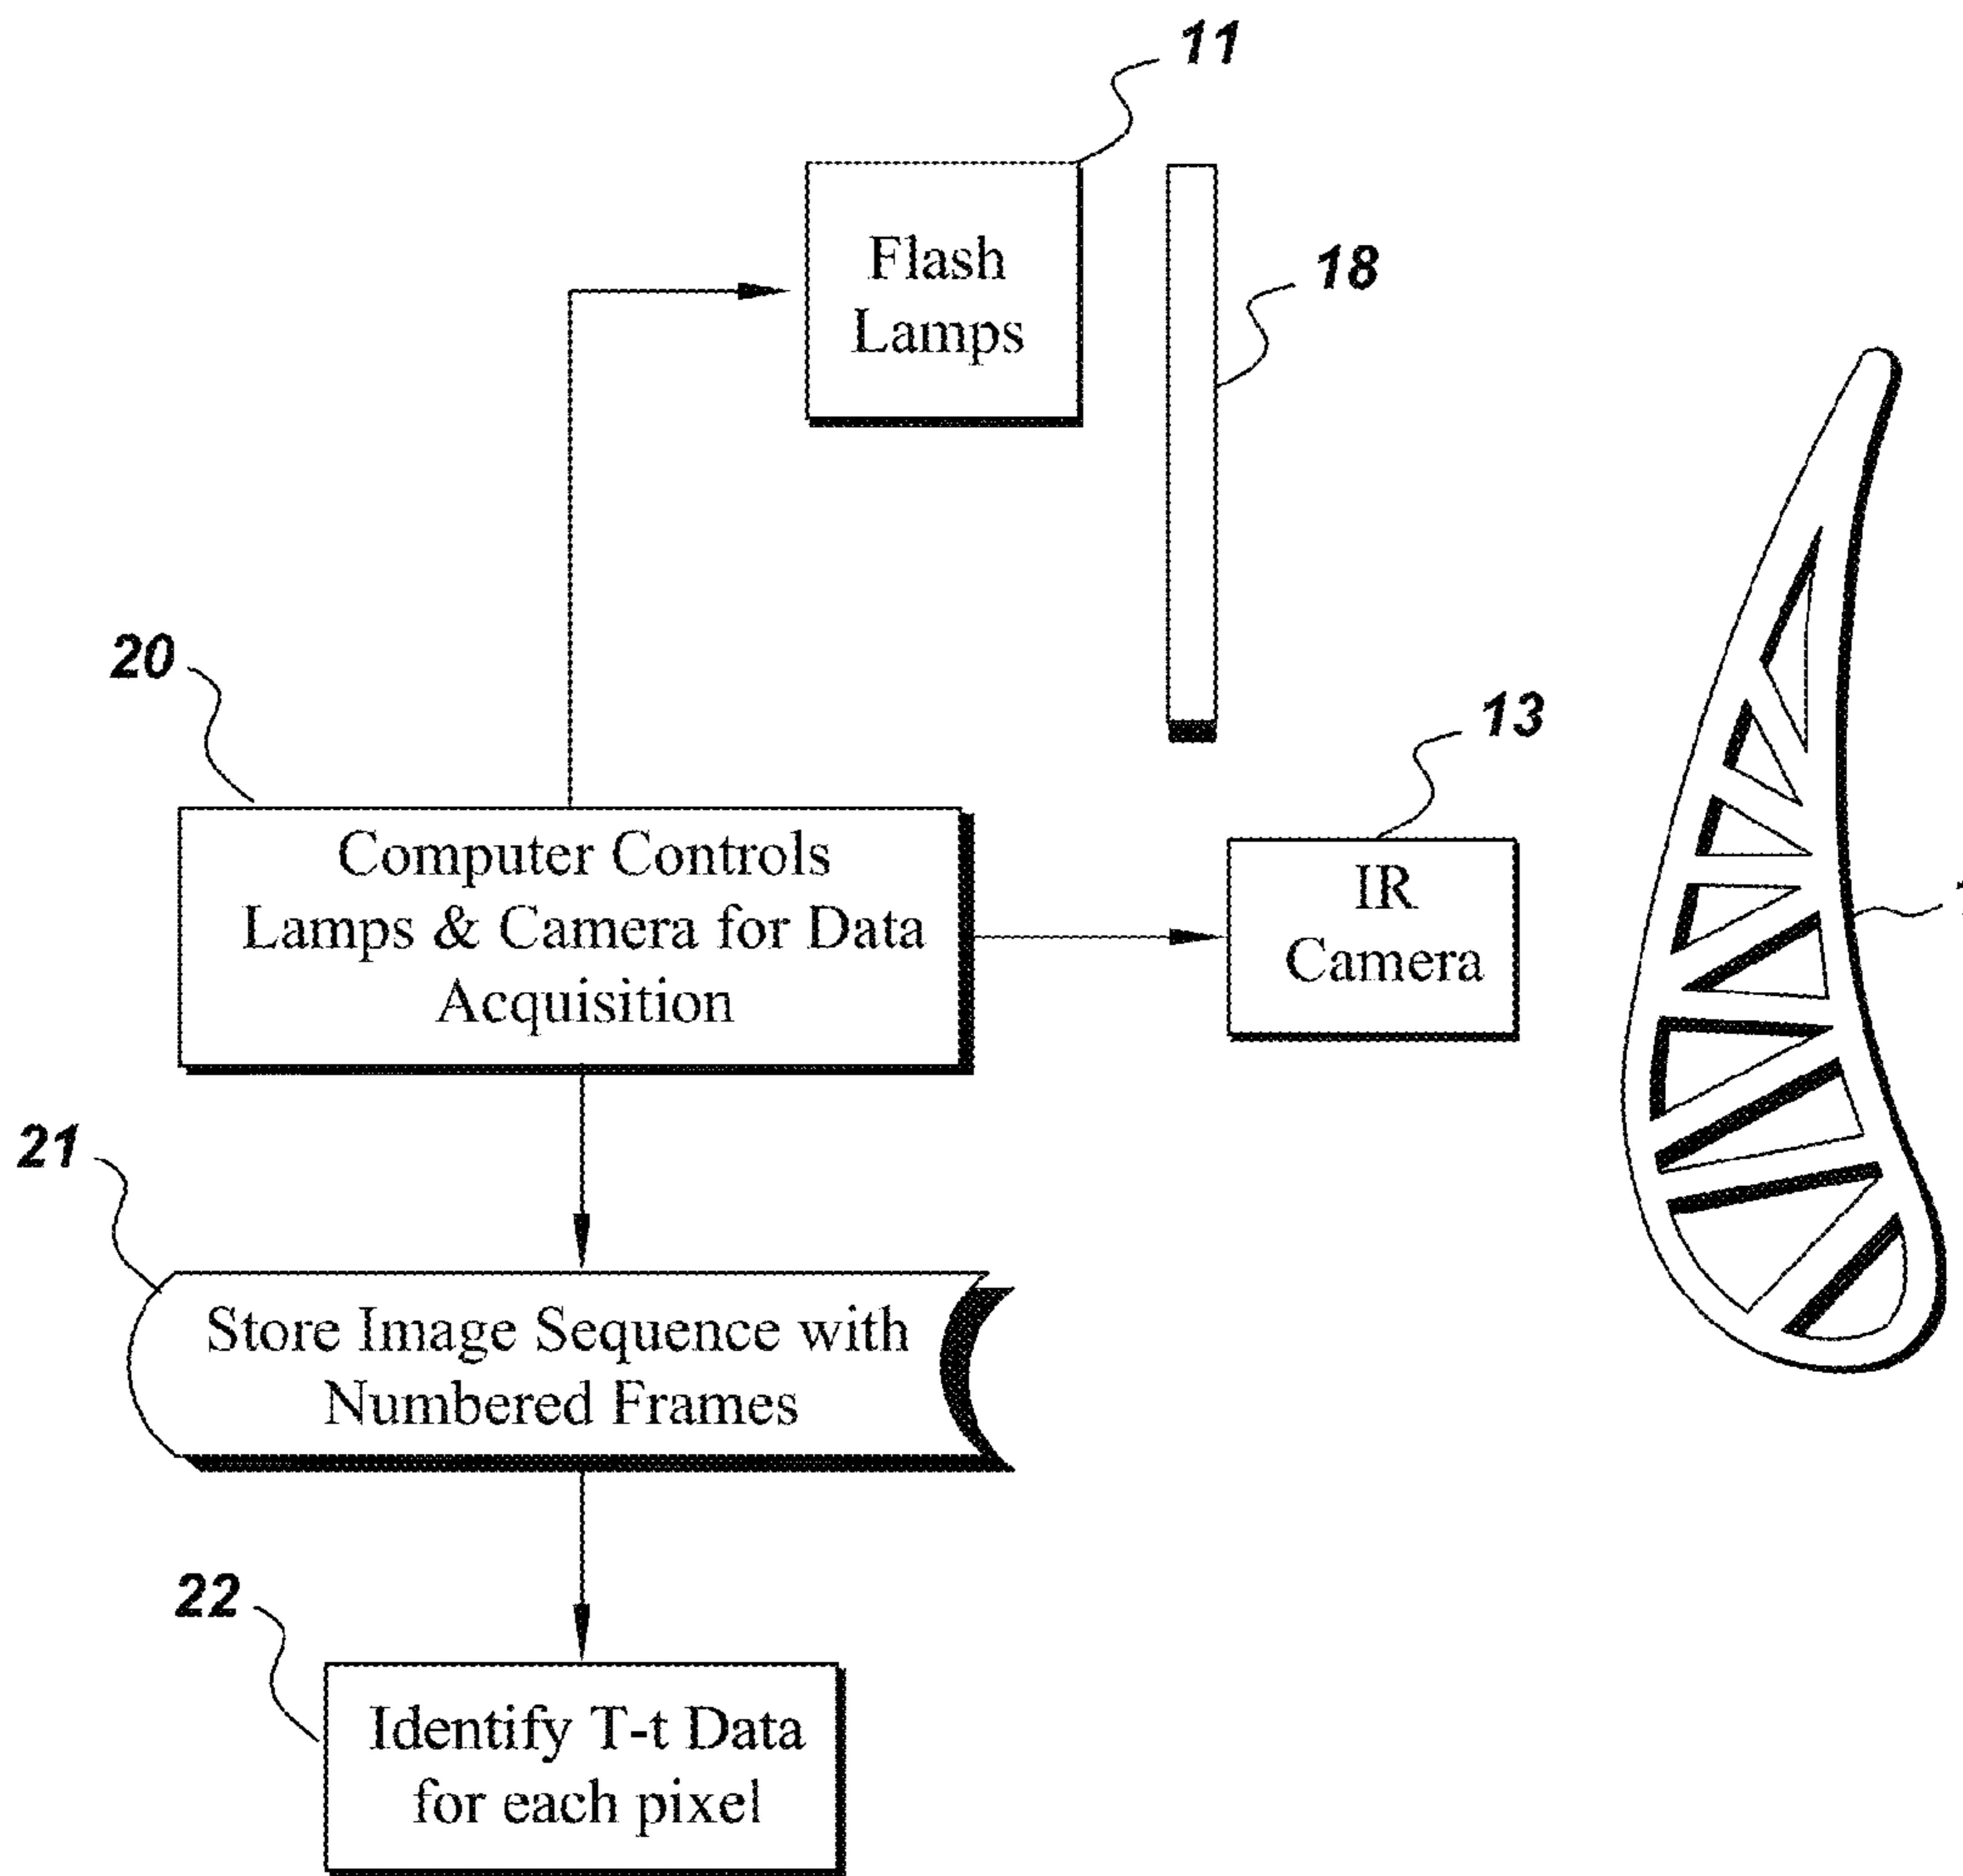 11
Flash
Lamps
18
20
13
Computer Controls
Lamps & Camera for Data
Acquisition
IR
Camera
21
Store Image Sequence with
Numbered Frames
22
Identify T-t Data
for each pixel